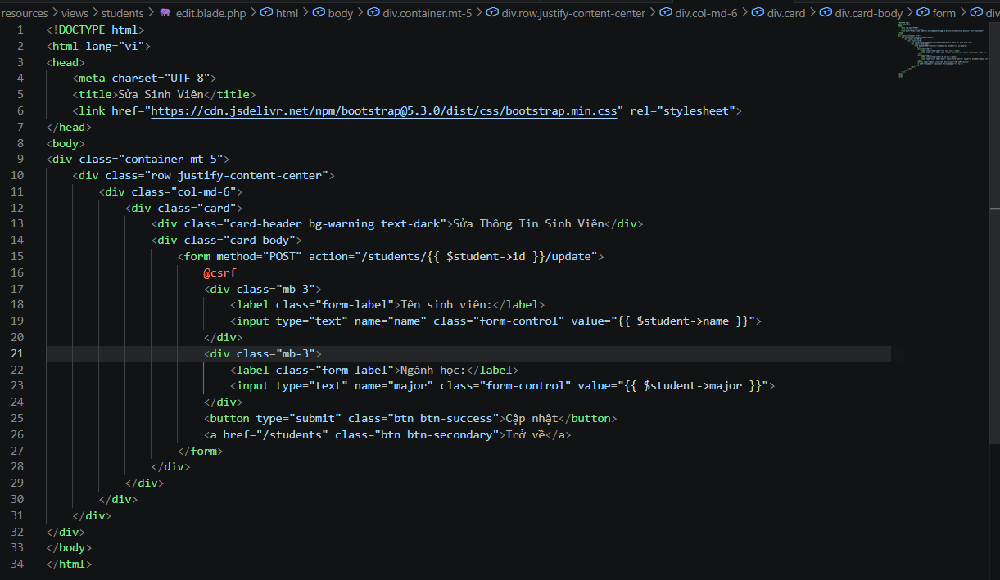 resources > views > students > edit.blade.php > html > body > div.container.mt-5 > div.row.justify-content-center > div.col-md-6 > div.card > div.card-body > form > div
1 <!DOCTYPE html>
2 <html lang="vi">
3 <head>
4     <meta charset="UTF-8">
5     <title>Sửa Sinh Viên</title>
6     <link href="https://cdn.jsdelivr.net/npm/bootstrap@5.3.0/dist/css/bootstrap.min.css" rel="stylesheet">
7 </head>
8 <body>
9 <div class="container mt-5">
10     <div class="row justify-content-center">
11         <div class="col-md-6">
12             <div class="card">
13                 <div class="card-header bg-warning text-dark">Sửa Thông Tin Sinh Viên</div>
14                 <div class="card-body">
15                     <form method="POST" action="/students/{{ $student->id }}/update">
16                         @csrf
17                         <div class="mb-3">
18                             <label class="form-label">Tên sinh viên:</label>
19                             <input type="text" name="name" class="form-control" value="{{ $student->name }}">
20                         </div>
21                         <div class="mb-3">
22                             <label class="form-label">Ngành học:</label>
23                             <input type="text" name="major" class="form-control" value="{{ $student->major }}">
24                         </div>
25                         <button type="submit" class="btn btn-success">Cập nhật</button>
26                         <a href="/students" class="btn btn-secondary">Trở về</a>
27                     </form>
28                 </div>
29             </div>
30         </div>
31     </div>
32 </div>
33 </body>
34 </html>